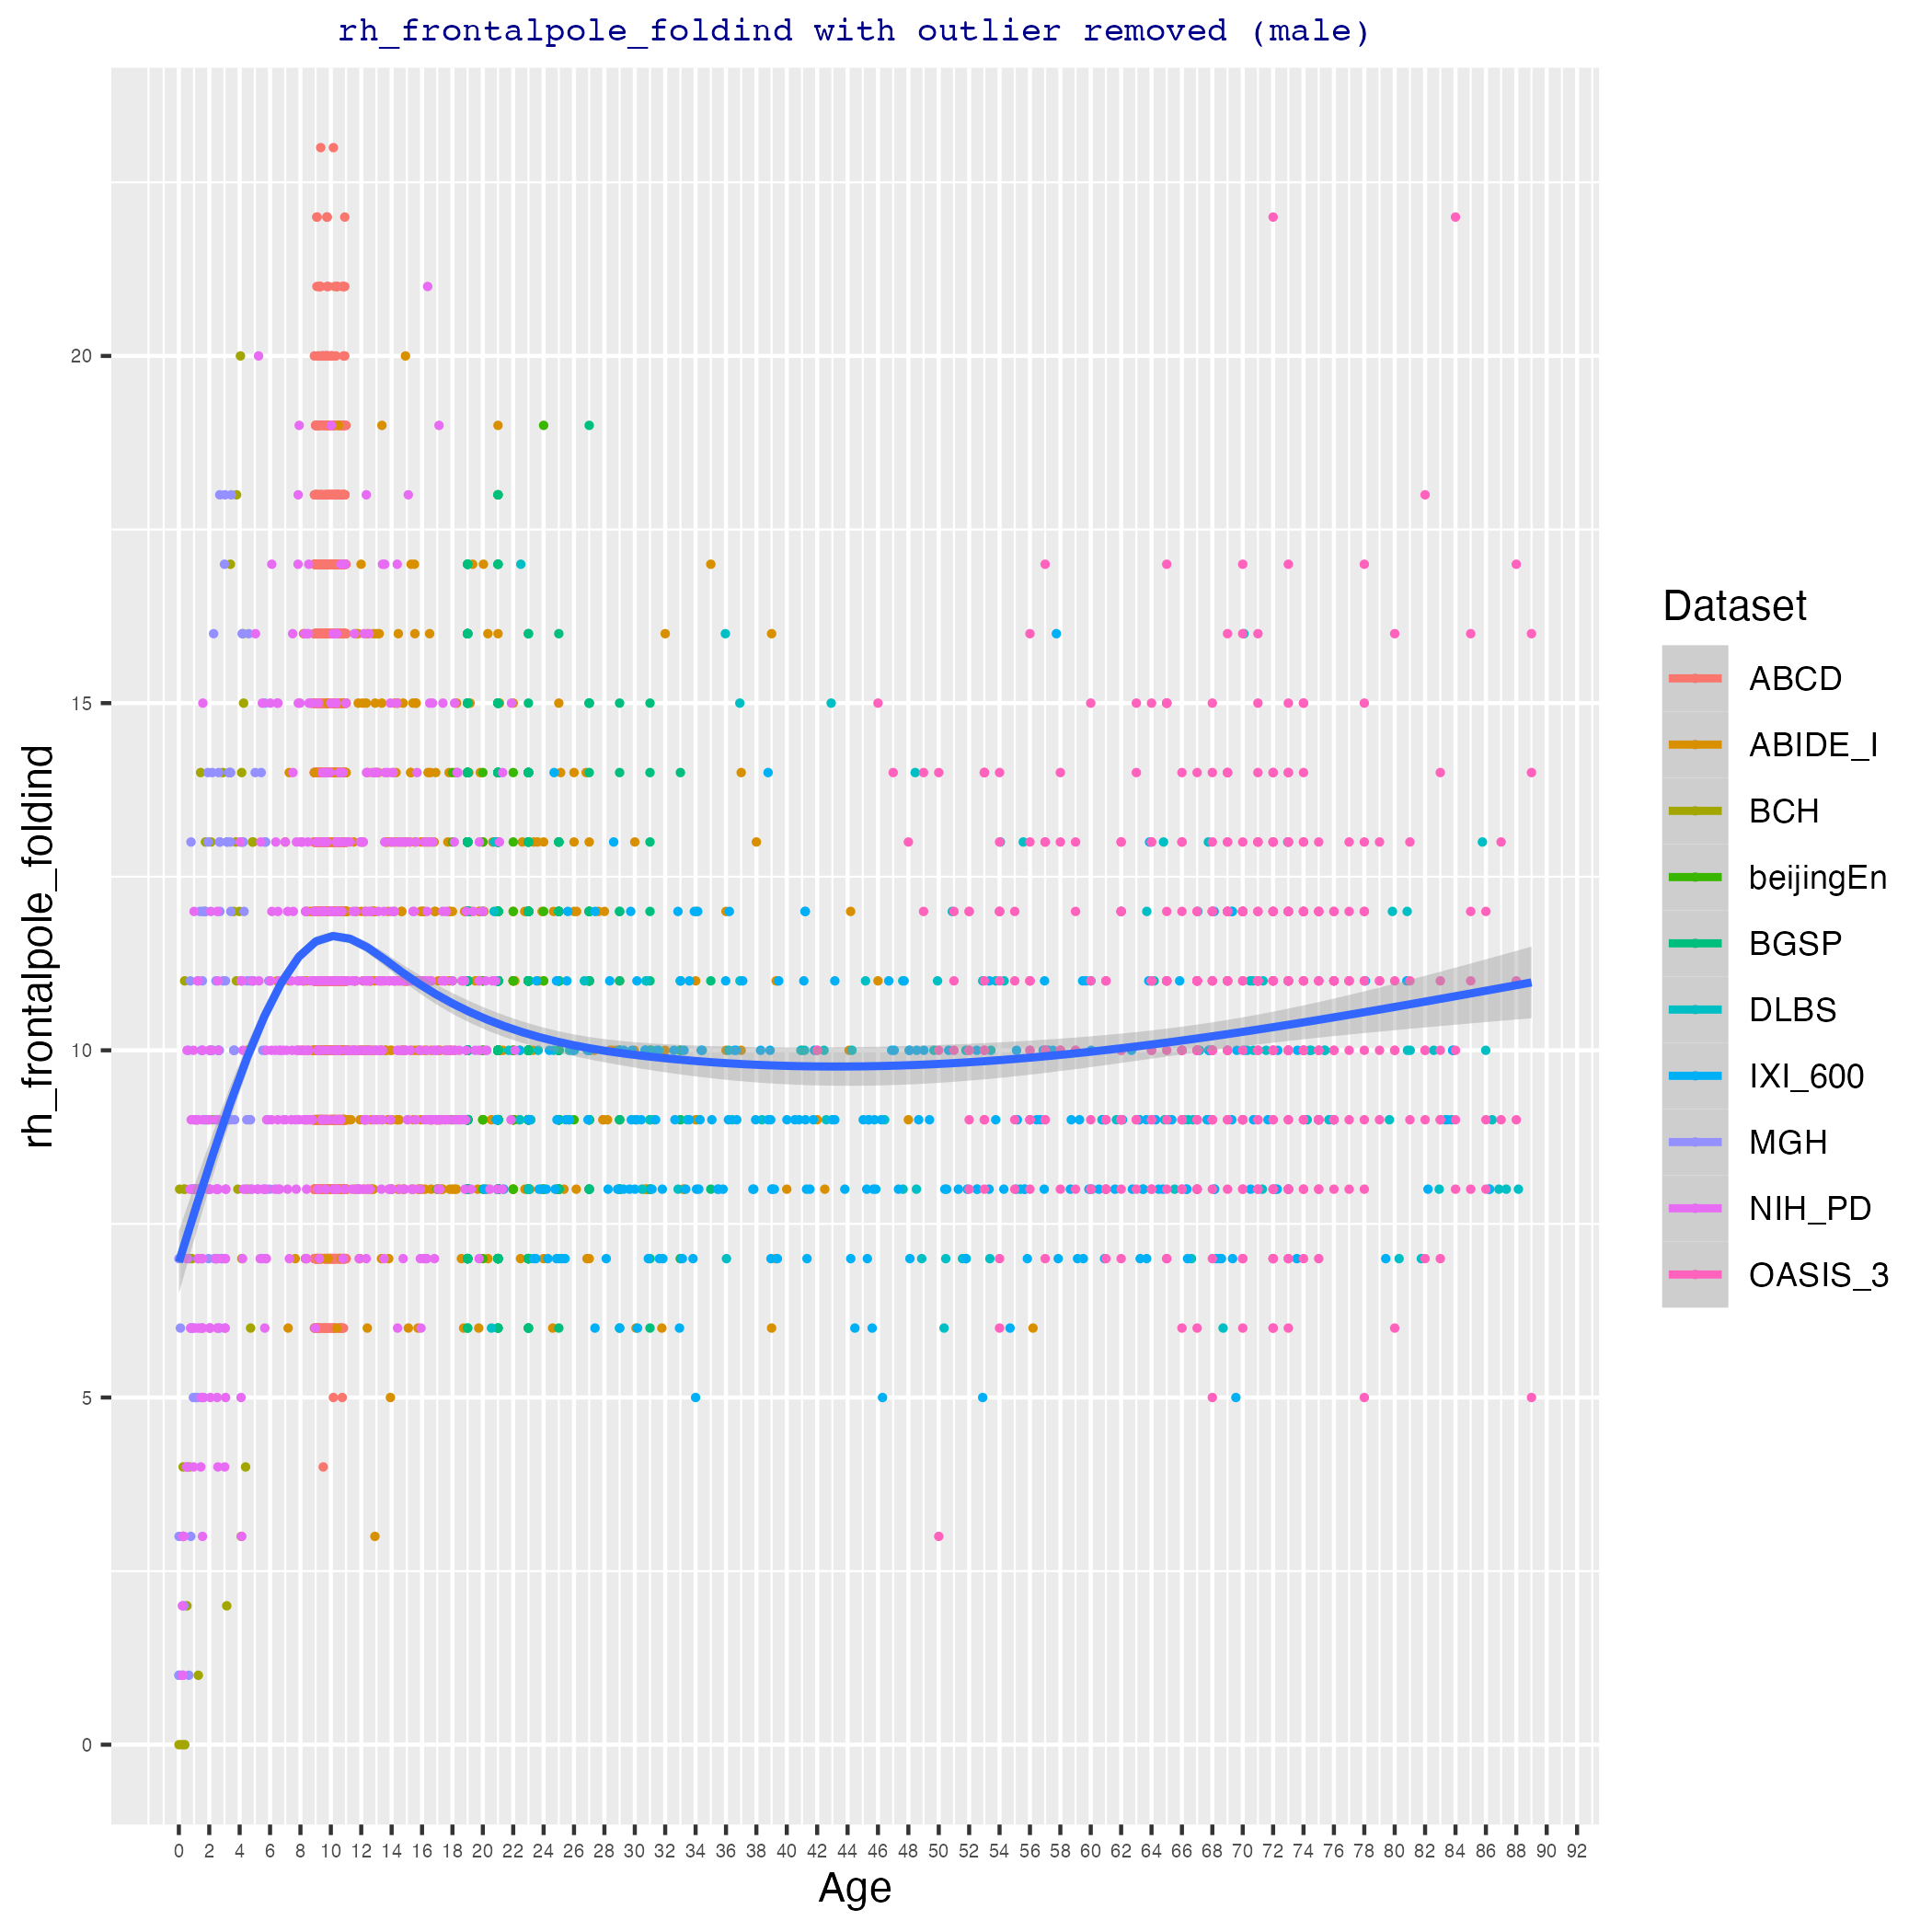 rh_frontalpole_foldind with outlier removed (male)
20
15
10
5
0
rh_frontalpole_foldind
0 2 4 6 8 10 12 14 16 18 20 22 24 26 28 30 32 34 36 38 40 42 44 46 48 50 52 54 56 58 60 62 64 66 68 70 72 74 76 78 80 82 84 86 88 90 92
Age
Dataset
ABCD
ABIDE_I
BCH
beijingEn
BGSP
DLBS
IXI_600
MGH
NIH_PD
OASIS_3